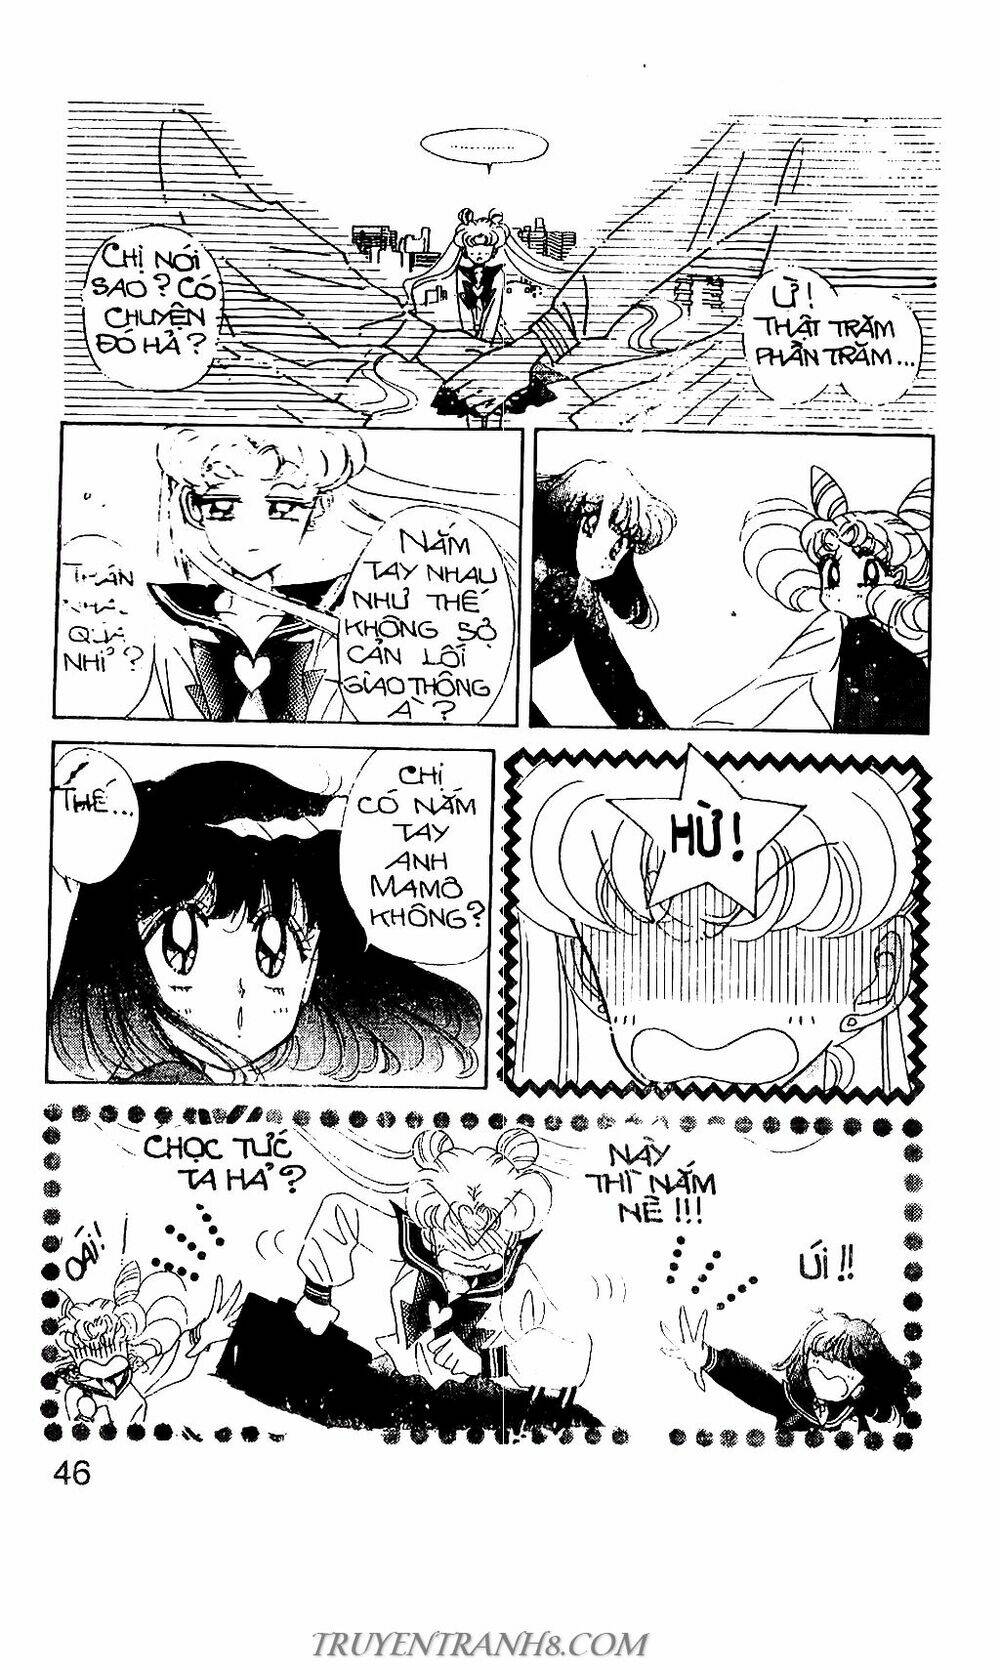 ............
CHỊ NÓI
SAO? CÓ
CHUYỆN
ĐÓ HẢ?
Ừ!
THẬT TRĂM
PHẦN TRĂM...
NẮM
TAY NHAU
NHƯ THẾ
KHÔNG SỢ
CẢN LỐI
GIAO THÔNG
À?
THÂN
QUÁ
NHỈ?
THẾ...
CHỊ
CÓ NẮM
TAY
ANH
MAMÔ
KHÔNG?
HỪ!
CHỌC TỨC
TA HẢ?
NÀY
THÌ NẮM
NÈ!!!
OÁI!
ÚI!!
46
TRUYENTRANH8.COM